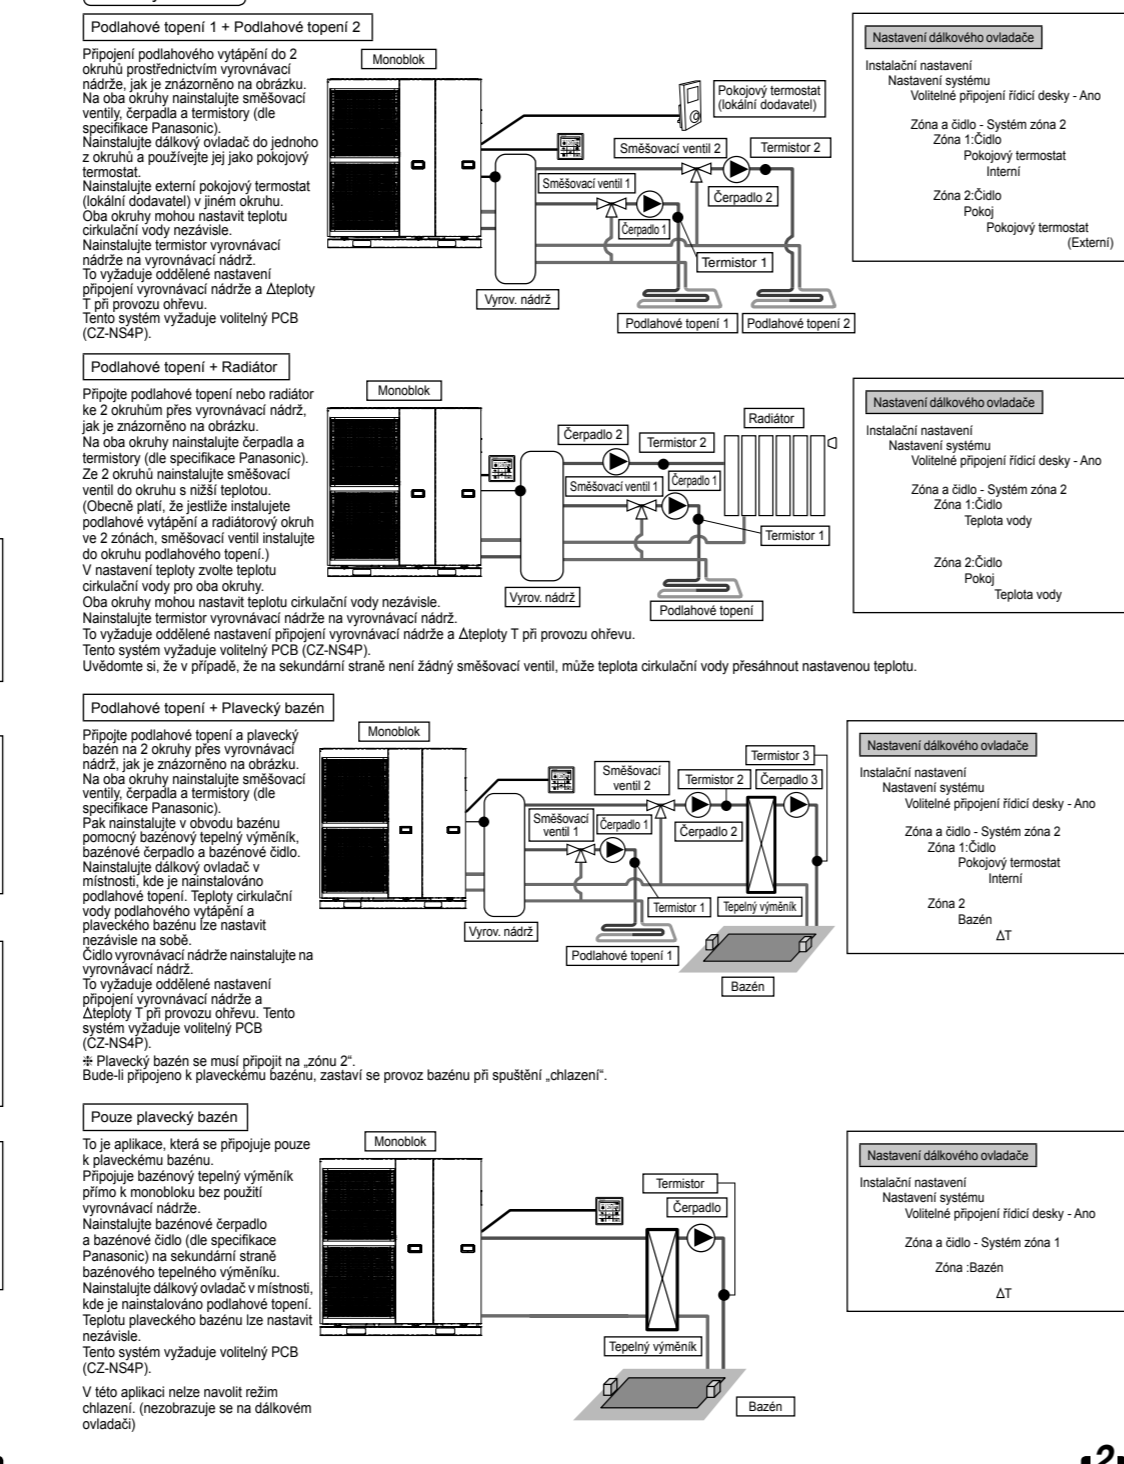 Podlahové topení 1 + Podlahové topení 2
Připojení podlahového vytápění do 2
okruhů prostřednictvím vyrovnávací
nádrže, jak je znázorněno na obrázku.
Na oba okruhy nainstalujte směšovací
ventily, čerpadla a termistory (dle
specifikace Panasonic).
Nainstalujte dálkový ovladač do jednoho
z okruhů a používejte jej jako pokojový
termostat.
Nainstalujte externí pokojový termostat
(lokální dodavatel) v jiném okruhu.
Oba okruhy mohou nastavit teplotu
cirkulační vody nezávisle.
Nainstalujte termistor vyrovnávací
nádrže na vyrovnávací nádrž.
To vyžaduje oddělené nastavení
připojení vyrovnávací nádrže a Δteploty
T při provozu ohřevu.
Tento systém vyžaduje volitelný PCB
(CZ-NS4P).
Monoblok
Pokojový termostat
(lokální dodavatel)
Směšovací ventil 2
Termistor 2
Směšovací ventil 1
Čerpadlo 2
Čerpadlo 1
Termistor 1
Vyrov. nádrž
Podlahové topení 1
Podlahové topení 2
Nastavení dálkového ovladače
Instalační nastavení
Nastavení systému
Volitelné připojení řídicí desky - Ano
Zóna a čidlo - Systém zóna 2
Zóna 1:Čidlo
Pokojový termostat
Interní
Zóna 2:Čidlo
Pokoj
Pokojový termostat
(Externí)
Podlahové topení + Radiátor
Připojte podlahové topení nebo radiátor
ke 2 okruhům přes vyrovnávací nádrž,
jak je znázorněno na obrázku.
Na oba okruhy nainstalujte čerpadla a
termistory (dle specifikace Panasonic).
Ze 2 okruhů nainstalujte směšovací
ventil do okruhu s nižší teplotou.
(Obecně platí, že jestliže instalujete
podlahové vytápění a radiátorový okruh
ve 2 zónách, směšovací ventil instalujte
do okruhu podlahového topení.)
V nastavení teploty zvolte teplotu
cirkulační vody pro oba okruhy.
Oba okruhy mohou nastavit teplotu cirkulační vody nezávisle.
Nainstalujte termistor vyrovnávací nádrže na vyrovnávací nádrž.
To vyžaduje oddělené nastavení připojení vyrovnávací nádrže a Δteploty T při provozu ohřevu.
Tento systém vyžaduje volitelný PCB (CZ-NS4P).
Uvědomte si, že v případě, že na sekundární straně není žádný směšovací ventil, může teplota cirkulační vody přesáhnout nastavenou teplotu.
Monoblok
Radiátor
Čerpadlo 2
Termistor 2
Směšovací ventil 1
Čerpadlo 1
Termistor 1
Vyrov. nádrž
Podlahové topení
Nastavení dálkového ovladače
Instalační nastavení
Nastavení systému
Volitelné připojení řídicí desky - Ano
Zóna a čidlo - Systém zóna 2
Zóna 1:Čidlo
Teplota vody
Zóna 2:Čidlo
Pokoj
Teplota vody
Podlahové topení + Plavecký bazén
Připojte podlahové topení a plavecký
bazén na 2 okruhy přes vyrovnávací
nádrž, jak je znázorněno na obrázku.
Na oba okruhy nainstalujte směšovací
ventily, čerpadla a termistory (dle
specifikace Panasonic).
Pak nainstalujte v obvodu bazénu
pomocný bazénový tepelný výměník,
bazénové čerpadlo a bazénové čidlo.
Nainstalujte dálkový ovladač v
místnosti, kde je nainstalováno
podlahové topení. Teploty cirkulační
vody podlahového vytápění a
plaveckého bazénu lze nastavit
nezávisle na sobě.
Čidlo vyrovnávací nádrže nainstalujte na
vyrovnávací nádrž.
To vyžaduje oddělené nastavení
připojení vyrovnávací nádrže a
Δteploty T při provozu ohřevu. Tento
systém vyžaduje volitelný PCB
(CZ-NS4P).
❉ Plavecký bazén se musí připojit na „zónu 2“.
Bude-li připojeno k plaveckému bazénu, zastaví se provoz bazénu při spuštění „chlazení“.
Monoblok
Termistor 3
Směšovací
ventil 2
Termistor 2
Čerpadlo 3
Směšovací
ventil 1
Čerpadlo 1
Čerpadlo 2
Termistor 1
Tepelný výměník
Vyrov. nádrž
Podlahové topení 1
Bazén
Nastavení dálkového ovladače
Instalační nastavení
Nastavení systému
Volitelné připojení řídicí desky - Ano
Zóna a čidlo - Systém zóna 2
Zóna 1:Čidlo
Pokojový termostat
Interní
Zóna 2
Bazén
ΔT
Pouze plavecký bazén
To je aplikace, která se připojuje pouze
k plaveckému bazénu.
Připojuje bazénový tepelný výměník
přímo k monobloku bez použití
vyrovnávací nádrže.
Nainstalujte bazénové čerpadlo
a bazénové čidlo (dle specifikace
Panasonic) na sekundární straně
bazénového tepelného výměníku.
Nainstalujte dálkový ovladač v místnosti,
kde je nainstalováno podlahové topení.
Teplotu plaveckého bazénu lze nastavit
nezávisle.
Tento systém vyžaduje volitelný PCB
(CZ-NS4P).
V této aplikaci nelze navolit režim
chlazení. (nezobrazuje se na dálkovém
ovladači)
Monoblok
Termistor
Čerpadlo
Tepelný výměník
Bazén
Nastavení dálkového ovladače
Instalační nastavení
Nastavení systému
Volitelné připojení řídicí desky - Ano
Zóna a čidlo - Systém zóna 1
Zóna :Bazén
ΔT